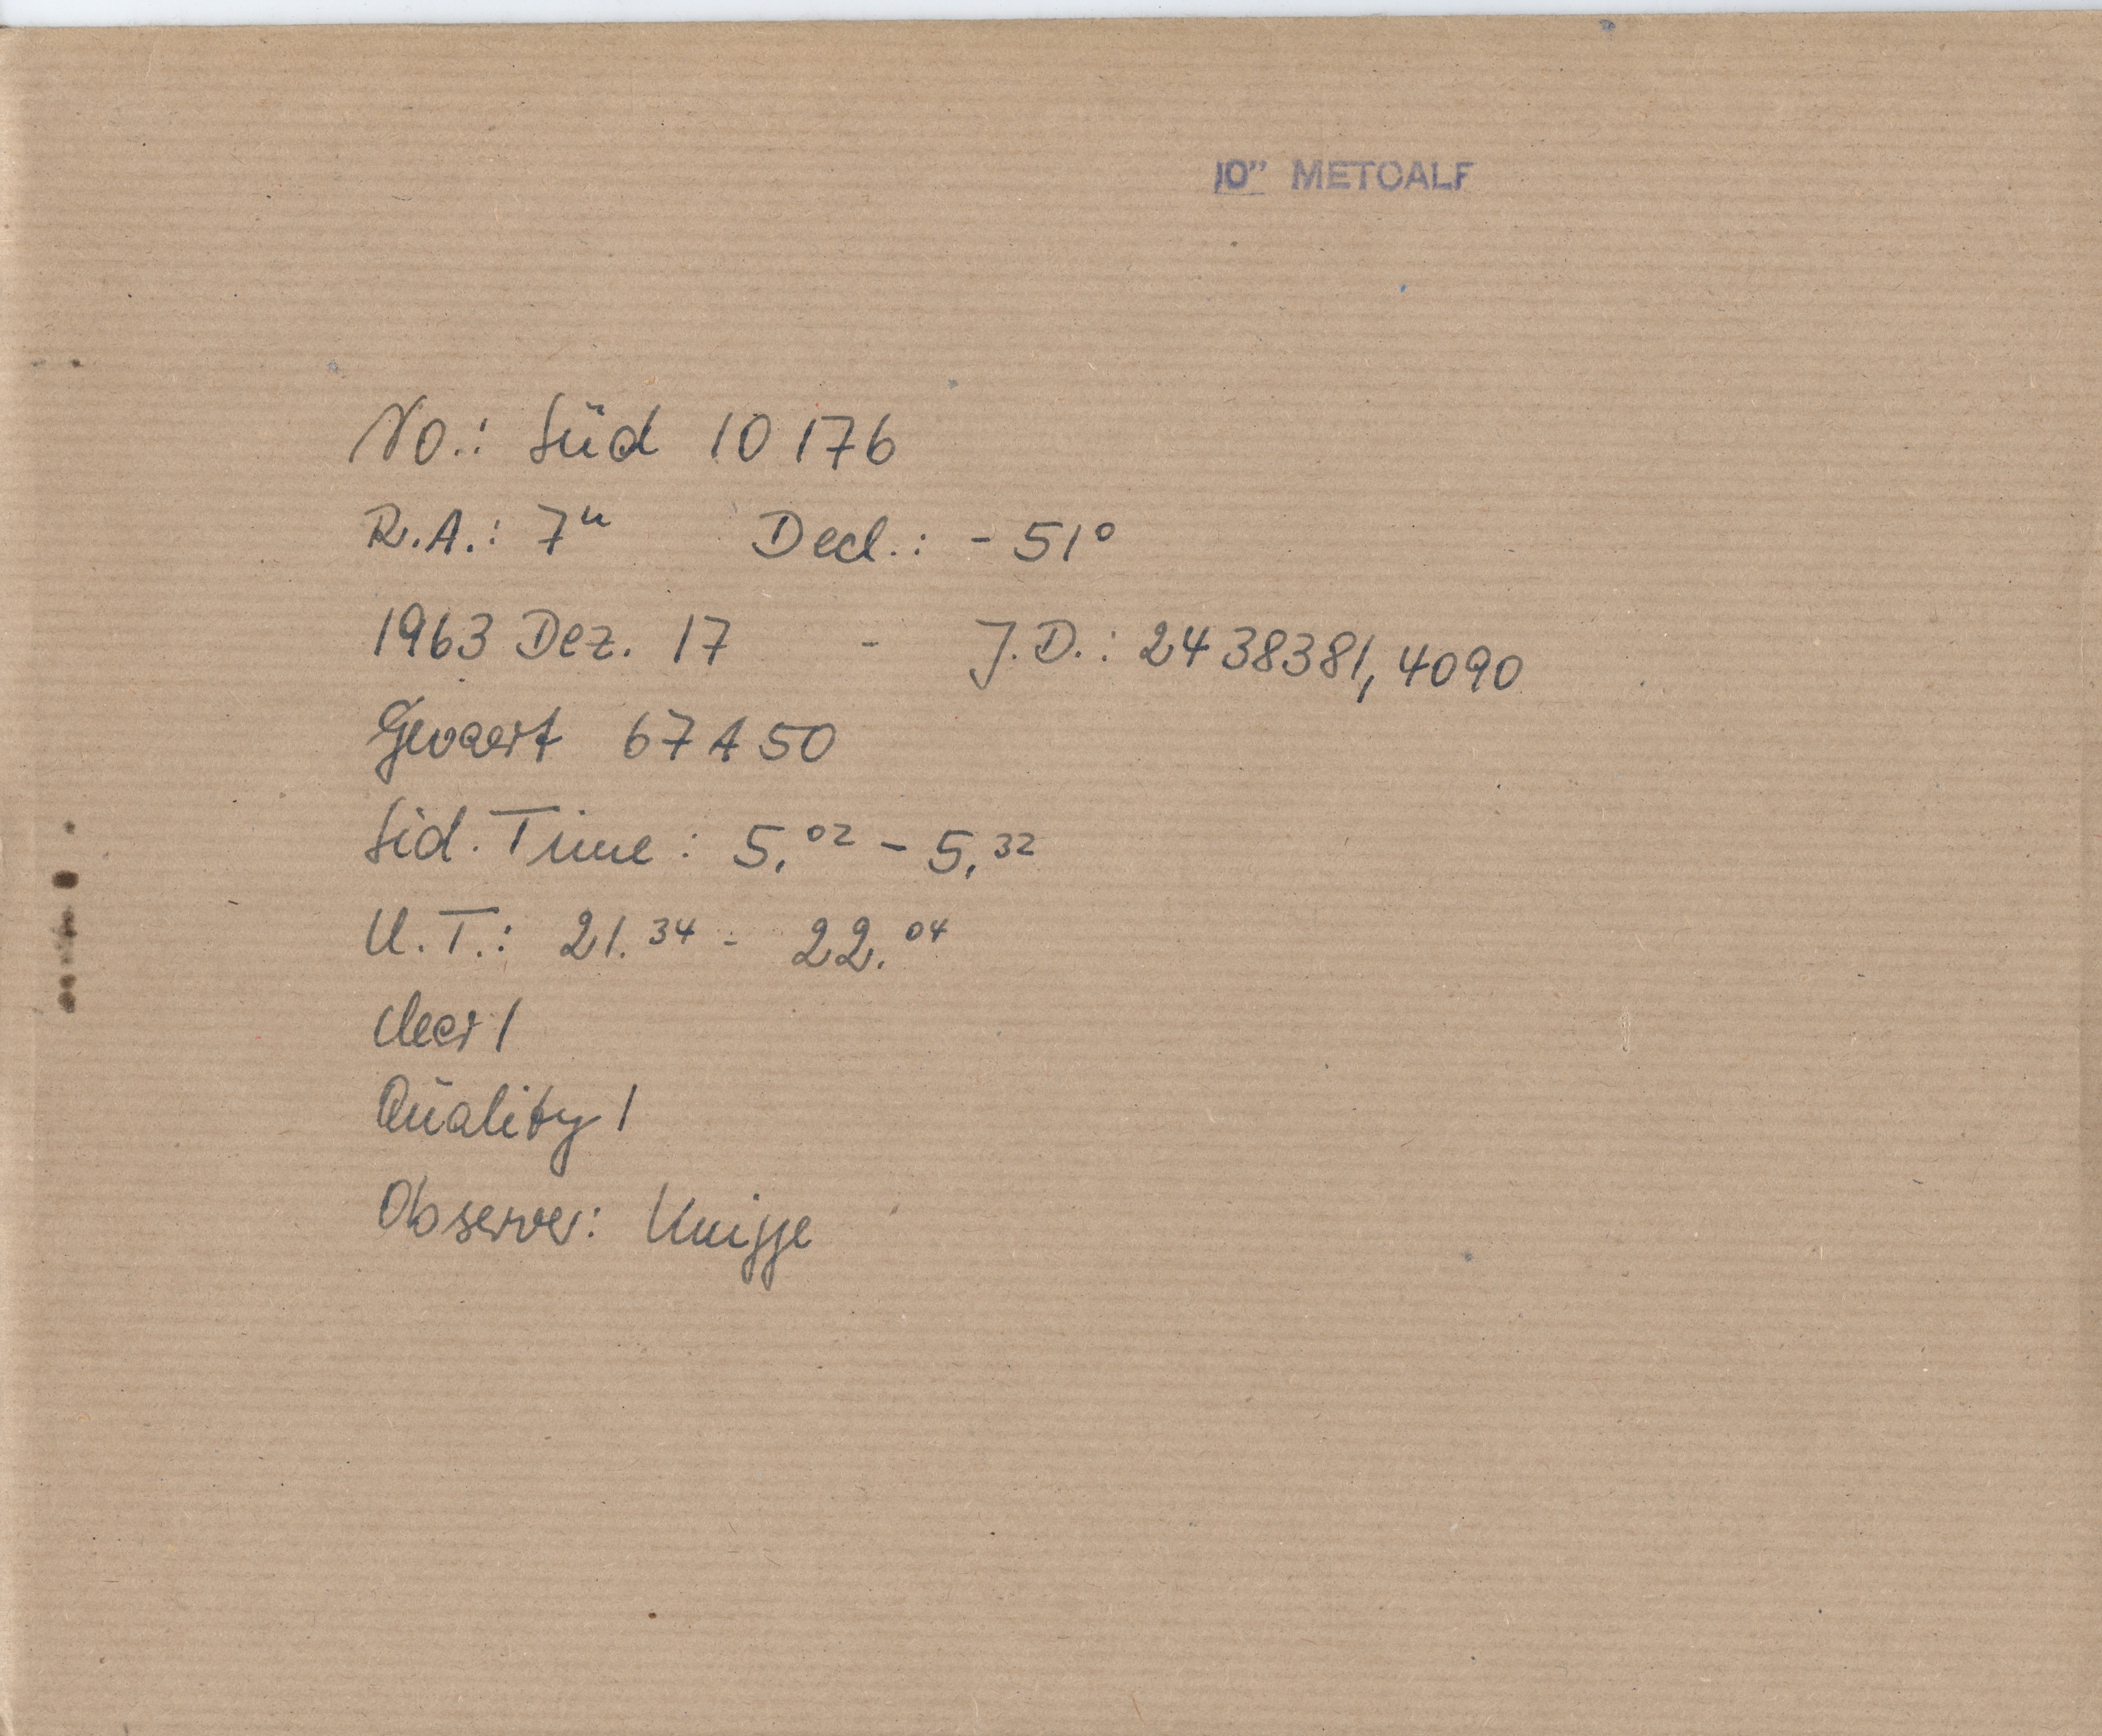 10" METCALF
No.: Süd 10176
R.A.: 7ʰ Decl.: -51°
1963 Dez. 17 - J.D.: 2438381,4090
Gevaert 67A50
Sid. Time: 5.⁰² - 5.³²
U.T.: 21.³⁴ - 22.⁰⁴
clear 1
Quality 1
Observer: Knigge